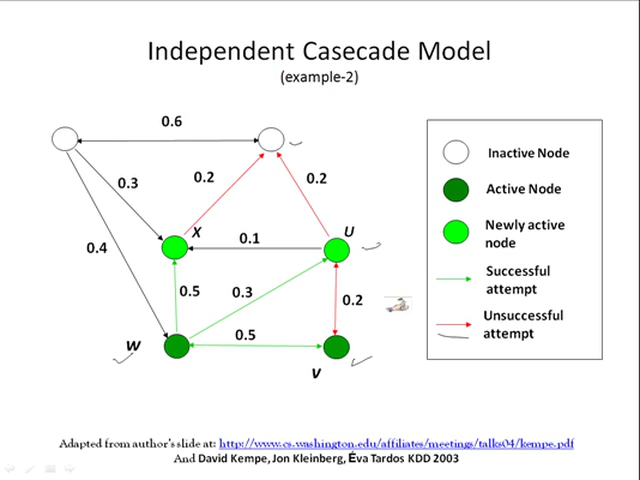 Independent Casecade Model
(example-2)
0.6
0.3
0.2
0.2
0.4
X
0.1
U
0.5
0.3
0.2
W
0.5
V
Inactive Node
Active Node
Newly active
node
Successful
attempt
Unsuccessful
attempt
Adapted from author's slide at: http://www.cs.washington.edu/affiliates/meetings/talks04/kempe.pdf
And David Kempe, Jon Kleinberg, Éva Tardos KDD 2003